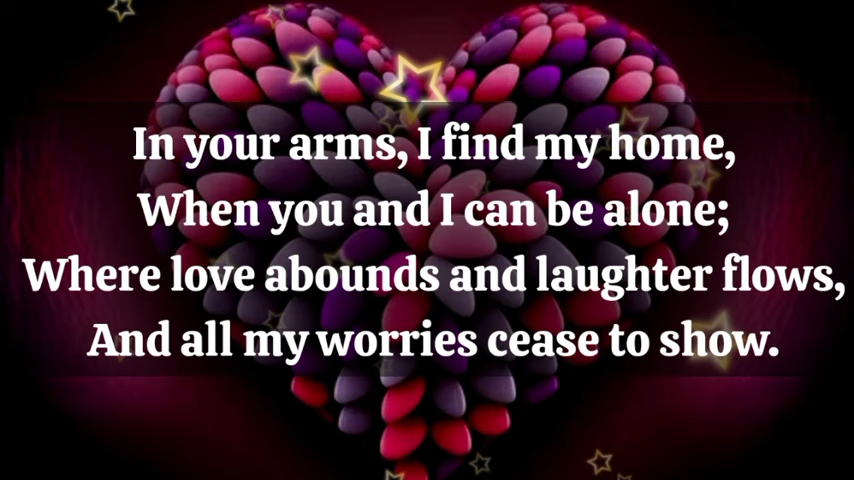 In your arms, I find my home,
When you and I can be alone;
Where love abounds and laughter flows,
And all my worries cease to show.